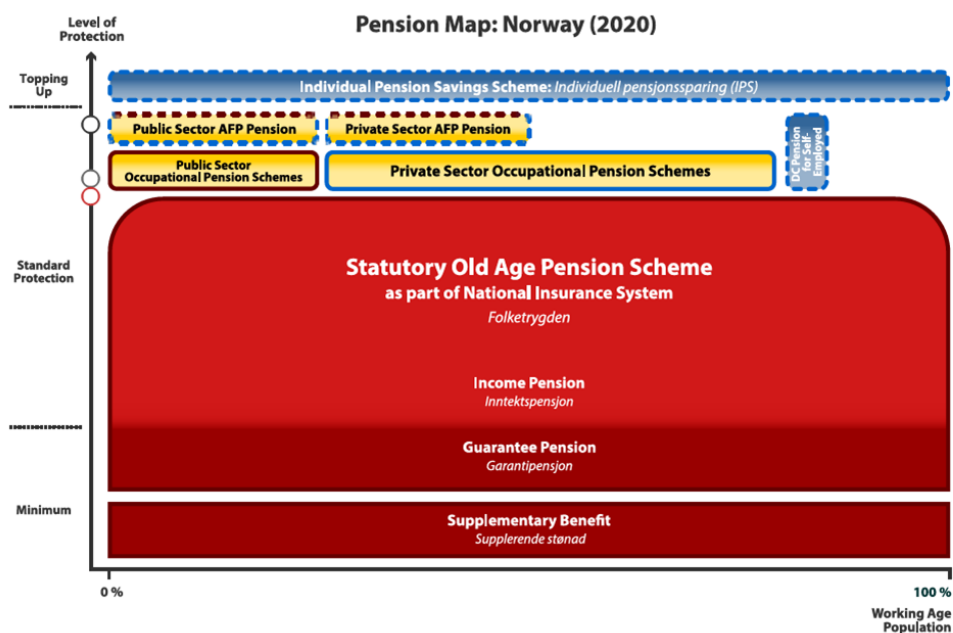 Pension Map: Norway (2020)
Level of
Protection
Topping
Up
Individual Pension Savings Scheme: Individuell pensjonssparing (IPS)
Public Sector AFP Pension
Private Sector AFP Pension
DC Pension
for Self-
Employed
Public Sector
Occupational Pension Schemes
Private Sector Occupational Pension Schemes
Standard
Protection
Statutory Old Age Pension Scheme
as part of National Insurance System
Folketrygden
Income Pension
Inntektspensjon
Guarantee Pension
Garantipensjon
Minimum
Supplementary Benefit
Supplerende stønad
0 %
100 %
Working Age
Population